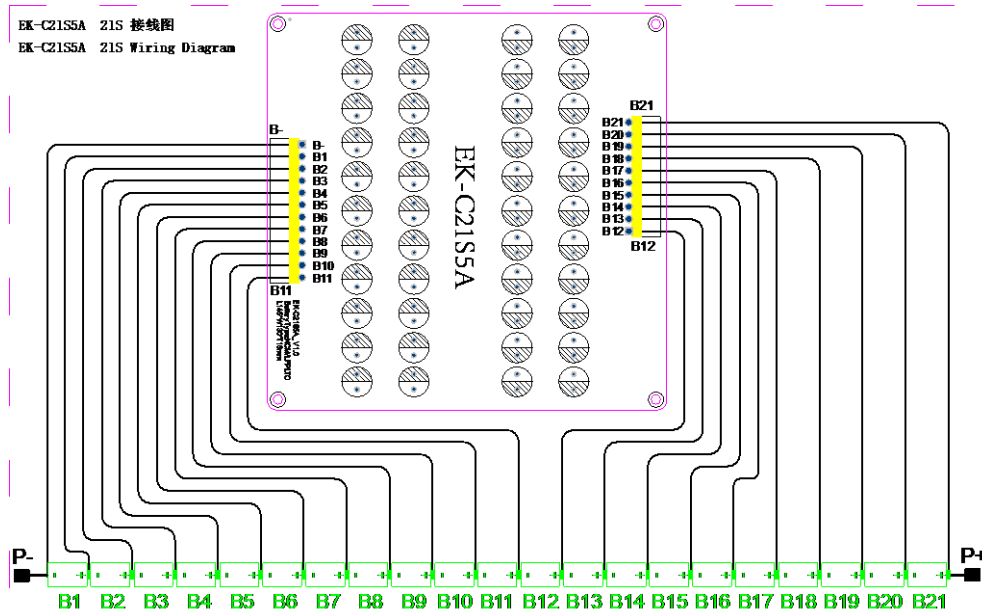 EK-C21S5A 21S 接线图
EK-C21S5A 21S Wiring Diagram
B-
B-
B1
B2
B3
B4
B5
B6
B7
B8
B9
B10
B11
B11
EK-C21S5A
B21
B21
B20
B19
B18
B17
B16
B15
B14
B13
B12
B12
P-
P+
B1 B2 B3 B4 B5 B6 B7 B8 B9 B10 B11 B12 B13 B14 B15 B16 B17 B18 B19 B20 B21